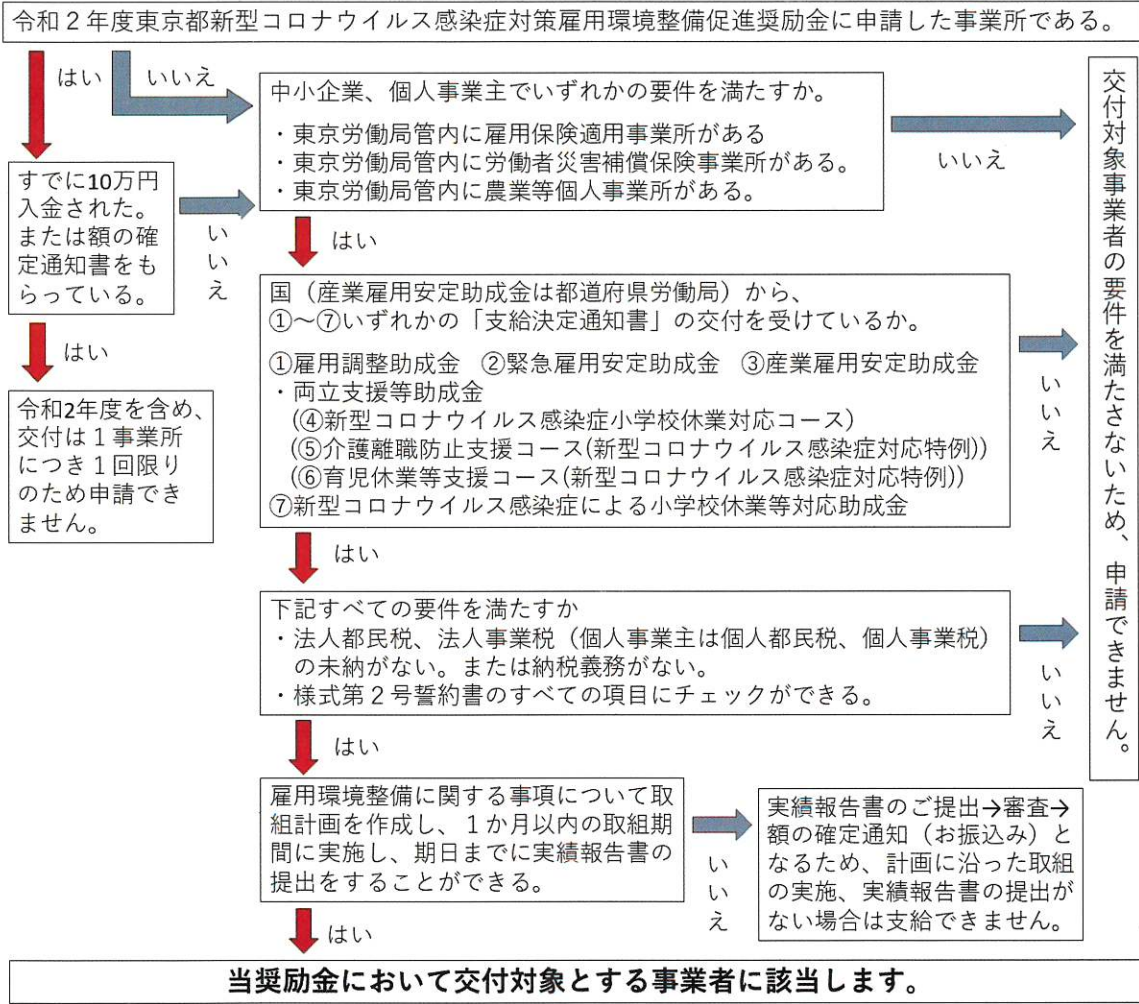 令和２年度東京都新型コロナウイルス感染症対策雇用環境整備促進奨励金に申請した事業所である。
はい
いいえ
中小企業、個人事業主でいずれかの要件を満たすか。
・東京労働局管内に雇用保険適用事業所がある
・東京労働局管内に労働者災害補償保険事業所がある。
・東京労働局管内に農業等個人事業所がある。
いいえ
交付対象事業者の要件を満たさないため、申請できません。
すでに10万円
入金された。
または額の確
定通知書をも
らっている。
いいえ
はい
国（産業雇用安定助成金は都道府県労働局）から、
①～⑦いずれかの「支給決定通知書」の交付を受けているか。
①雇用調整助成金　②緊急雇用安定助成金　③産業雇用安定助成金
・両立支援等助成金
(④新型コロナウイルス感染症小学校休業対応コース)
(⑤介護離職防止支援コース(新型コロナウイルス感染症対応特例))
(⑥育児休業等支援コース(新型コロナウイルス感染症対応特例))
⑦新型コロナウイルス感染症による小学校休業等対応助成金
いいえ
はい
令和2年度を含め、
交付は１事業所
につき１回限り
のため申請でき
ません。
はい
下記すべての要件を満たすか
・法人都民税、法人事業税（個人事業主は個人都民税、個人事業税）
の未納がない。または納税義務がない。
・様式第２号誓約書のすべての項目にチェックができる。
いいえ
はい
雇用環境整備に関する事項について取
組計画を作成し、１か月以内の取組期
間に実施し、期日までに実績報告書の
提出をすることができる。
いいえ
実績報告書のご提出→審査→
額の確定通知（お振込み）と
なるため、計画に沿った取組
の実施、実績報告書の提出が
ない場合は支給できません。
はい
当奨励金において交付対象とする事業者に該当します。